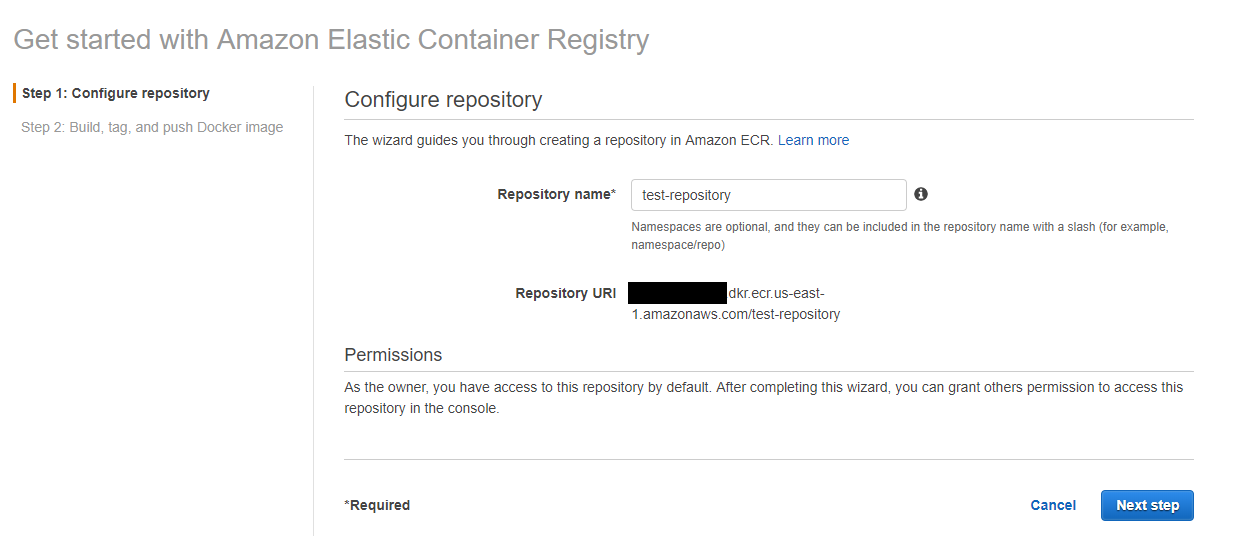 Get started with Amazon Elastic Container Registry
Step 1: Configure repository
Step 2: Build, tag, and push Docker image
Configure repository
The wizard guides you through creating a repository in Amazon ECR. Learn more
Repository name* test-repository
Namespaces are optional, and they can be included in the repository name with a slash (for example,
namespace/repo)
Repository URI dkr.ecr.us-east-
1.amazonaws.com/test-repository
Permissions
As the owner, you have access to this repository by default. After completing this wizard, you can grant others permission to access this
repository in the console.
*Required Cancel Next step